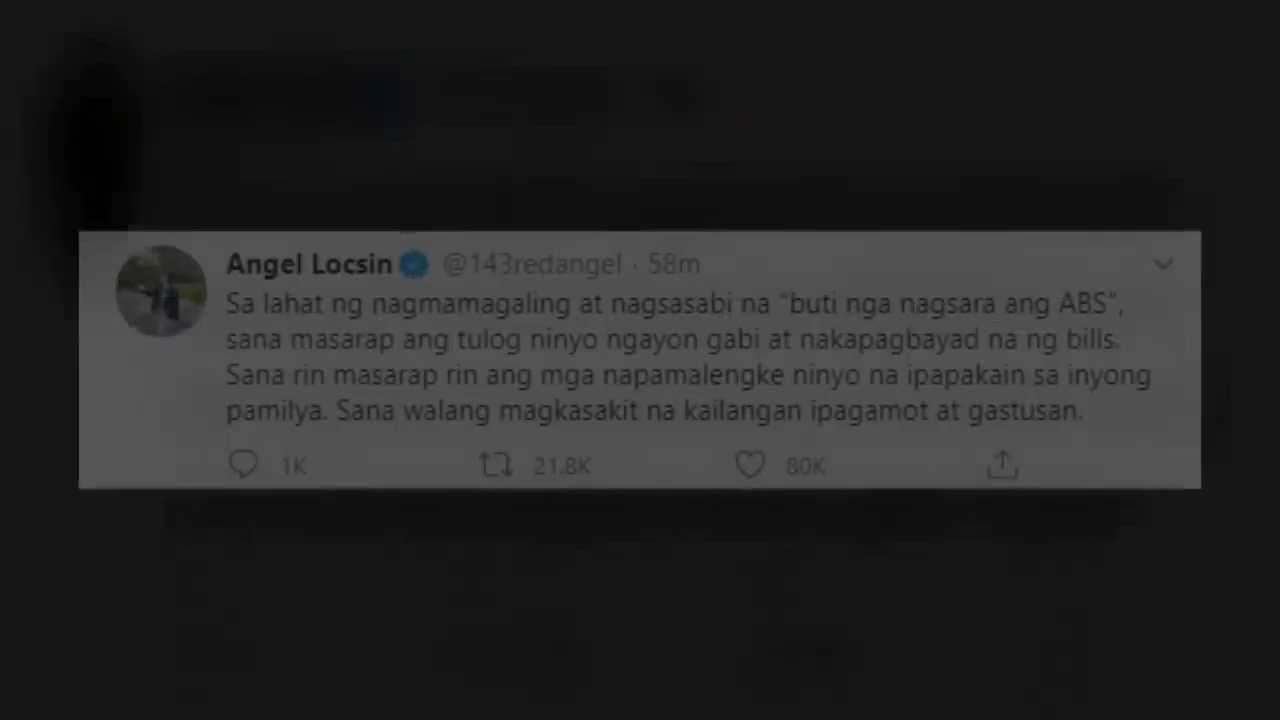 Angel Locsin @143redangel · 58m
Sa lahat ng nagmamagaling at nagsasabi na "buti nga nagsara ang ABS",
sana masarap ang tulog ninyo ngayon gabi at nakapagbayad na ng bills.
Sana rin masarap rin ang mga napamalengke ninyo na ipapakain sa inyong
pamilya. Sana walang magkasakit na kailangan ipagamot at gastusan.
1K 21.8K 80K